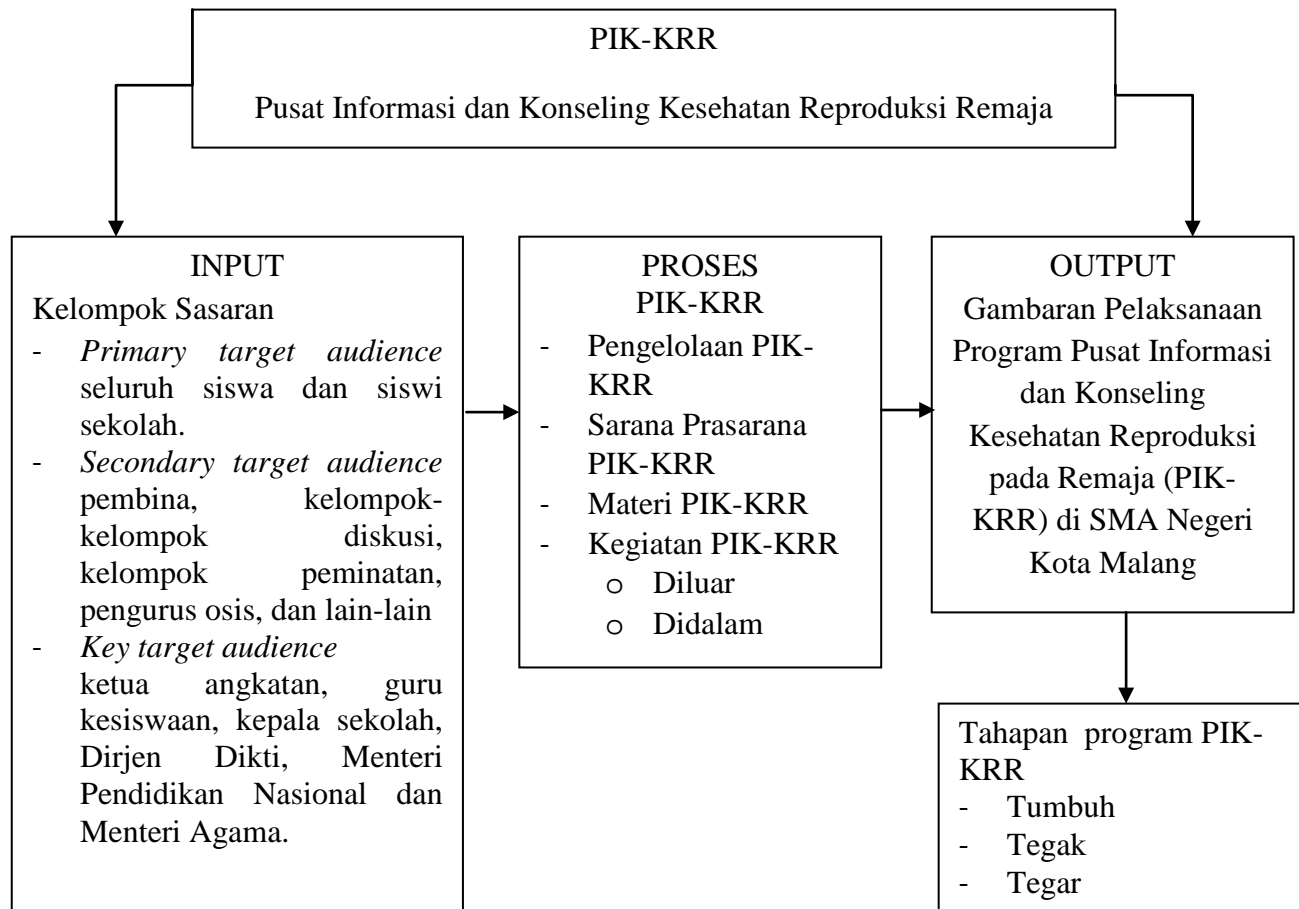 PIK-KRR
Pusat Informasi dan Konseling Kesehatan Reproduksi Remaja
INPUT
Kelompok Sasaran
- Primary target audience
seluruh siswa dan siswi
sekolah.
- Secondary target audience
pembina, kelompok-
kelompok diskusi,
kelompok peminatan,
pengurus osis, dan lain-lain
- Key target audience
ketua angkatan, guru
kesiswaan, kepala sekolah,
Dirjen Dikti, Menteri
Pendidikan Nasional dan
Menteri Agama.
PROSES
PIK-KRR
- Pengelolaan PIK-
KRR
- Sarana Prasarana
PIK-KRR
- Materi PIK-KRR
- Kegiatan PIK-KRR
o Diluar
o Didalam
OUTPUT
Gambaran Pelaksanaan
Program Pusat Informasi
dan Konseling
Kesehatan Reproduksi
pada Remaja (PIK-
KRR) di SMA Negeri
Kota Malang
Tahapan program PIK-
KRR
- Tumbuh
- Tegak
- Tegar